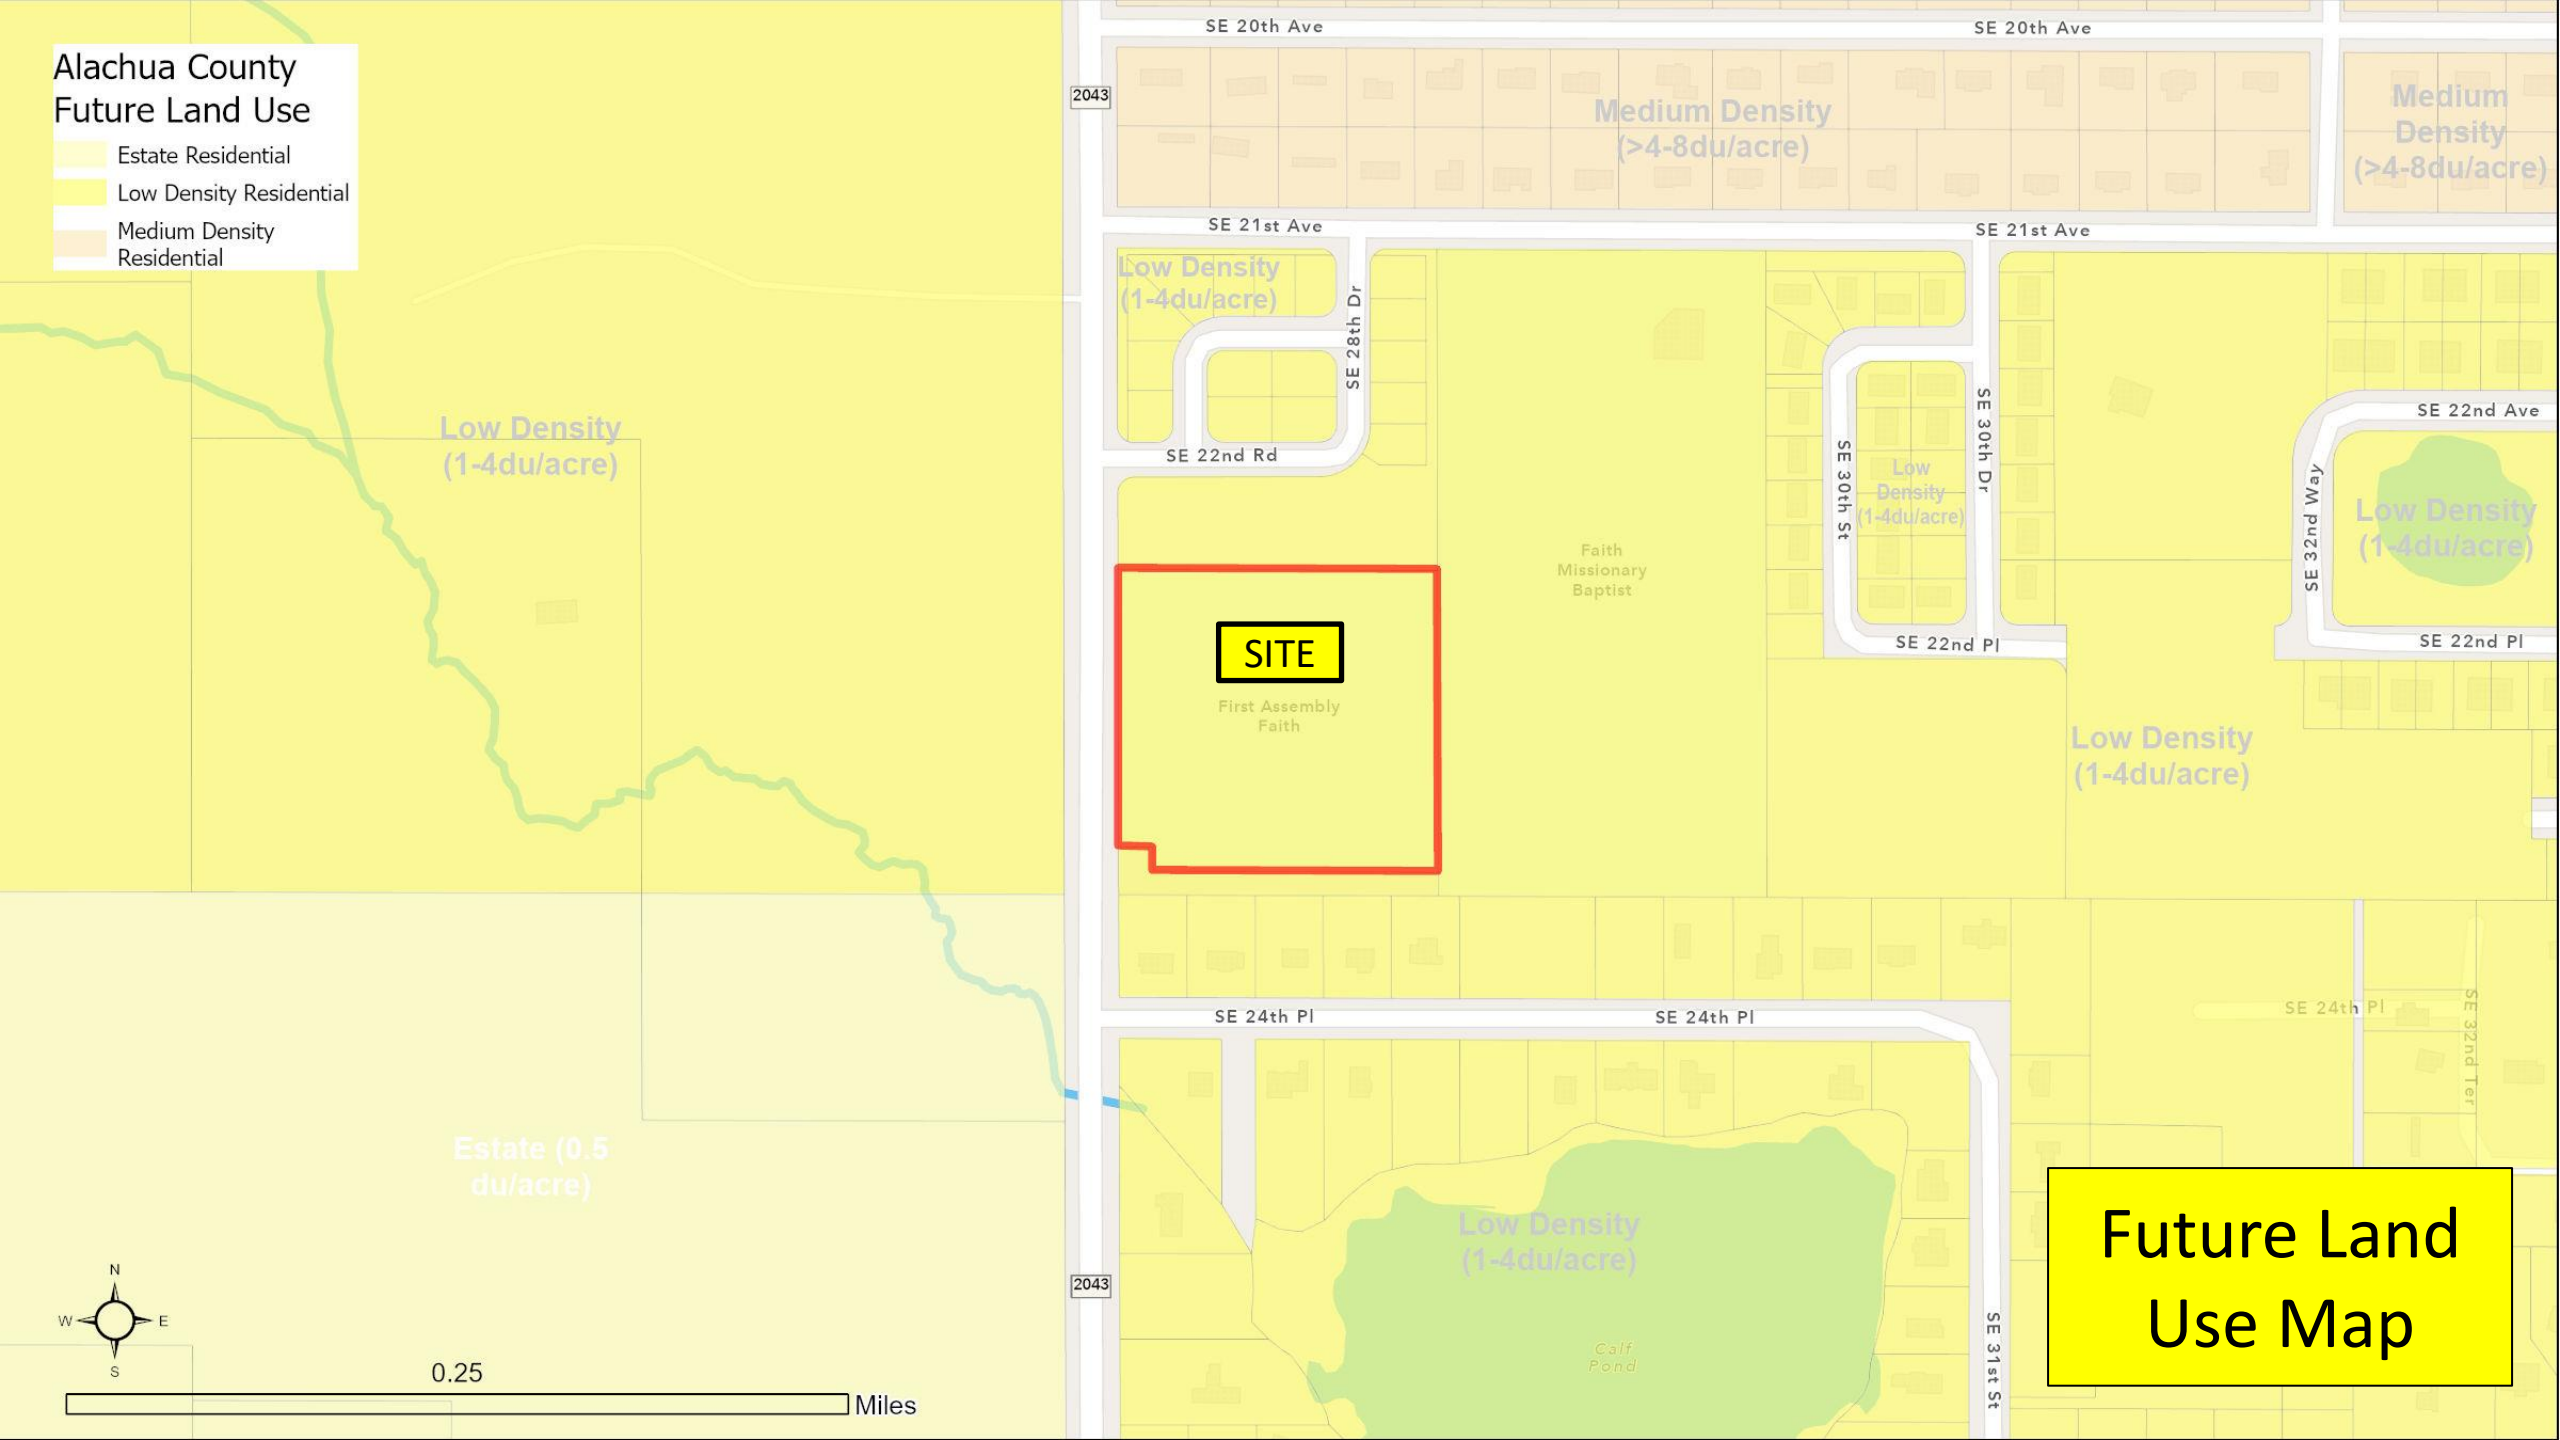 SE 20th Ave
SE 20th Ave
Alachua County
Future Land Use
Estate Residential
Low Density Residential
Medium Density
Residential
2043
Medium Density
(>4-8du/acre)
Medium
Density
(>4-8du/acre)
SE 21st Ave
SE 21st Ave
Low Density
(1-4du/acre)
SE 28th Dr
SE 22nd Rd
Low Density
(1-4du/acre)
SE 30th St
Low
Density
(1-4du/acre)
SE 30th Dr
SE 22nd Ave
SE 32nd Way
Low Density
(1-4du/acre)
Faith
Missionary
Baptist
SITE
First Assembly
Faith
SE 22nd Pl
SE 22nd Pl
Low Density
(1-4du/acre)
SE 24th Pl
SE 24th Pl
SE 24th Pl
SE 32nd Ter
Estate (0.5
du/acre)
Low Density
(1-4du/acre)
Calf
Pond
2043
SE 31st St
Future Land
Use Map
N
W
E
S
0.25
Miles